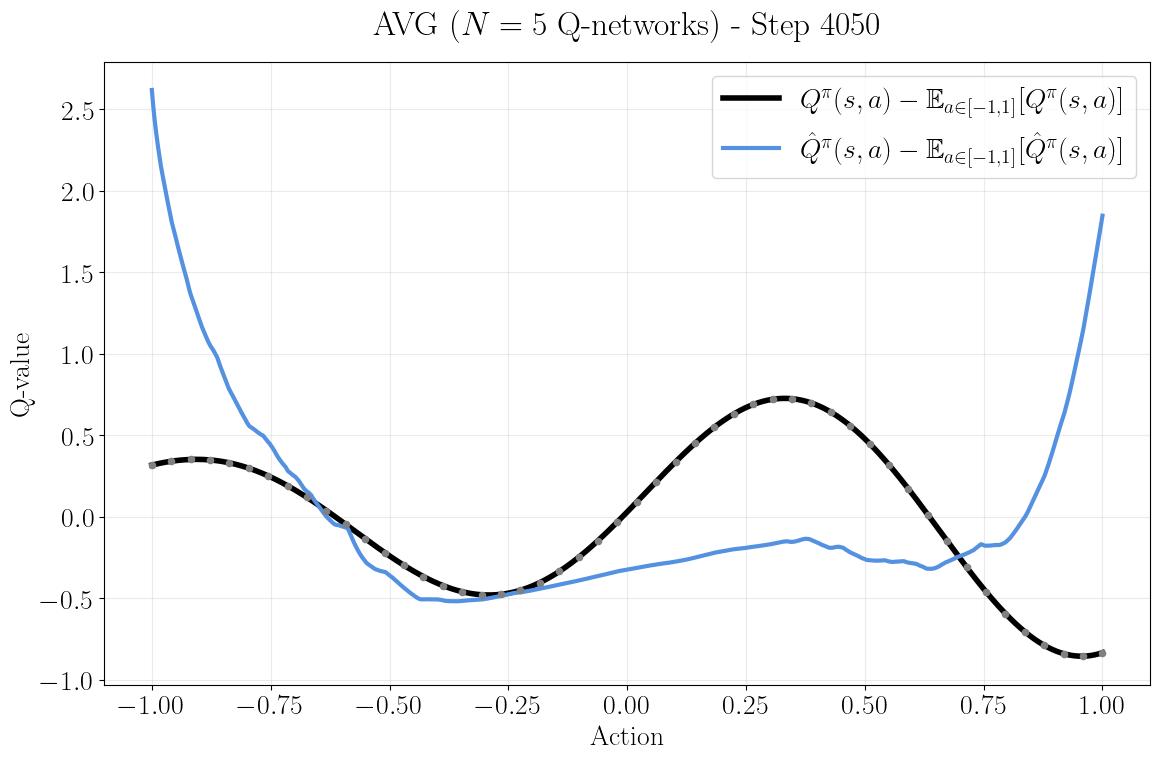 AVG (N = 5 Q-networks) - Step 4050
Q^π(s, a) − 𝔼_{a∈[−1,1]}[Q^π(s, a)]
Q̂^π(s, a) − 𝔼_{a∈[−1,1]}[Q̂^π(s, a)]
Q-value
2.5
2.0
1.5
1.0
0.5
0.0
−0.5
−1.0
−1.00 −0.75 −0.50 −0.25 0.00 0.25 0.50 0.75 1.00
Action